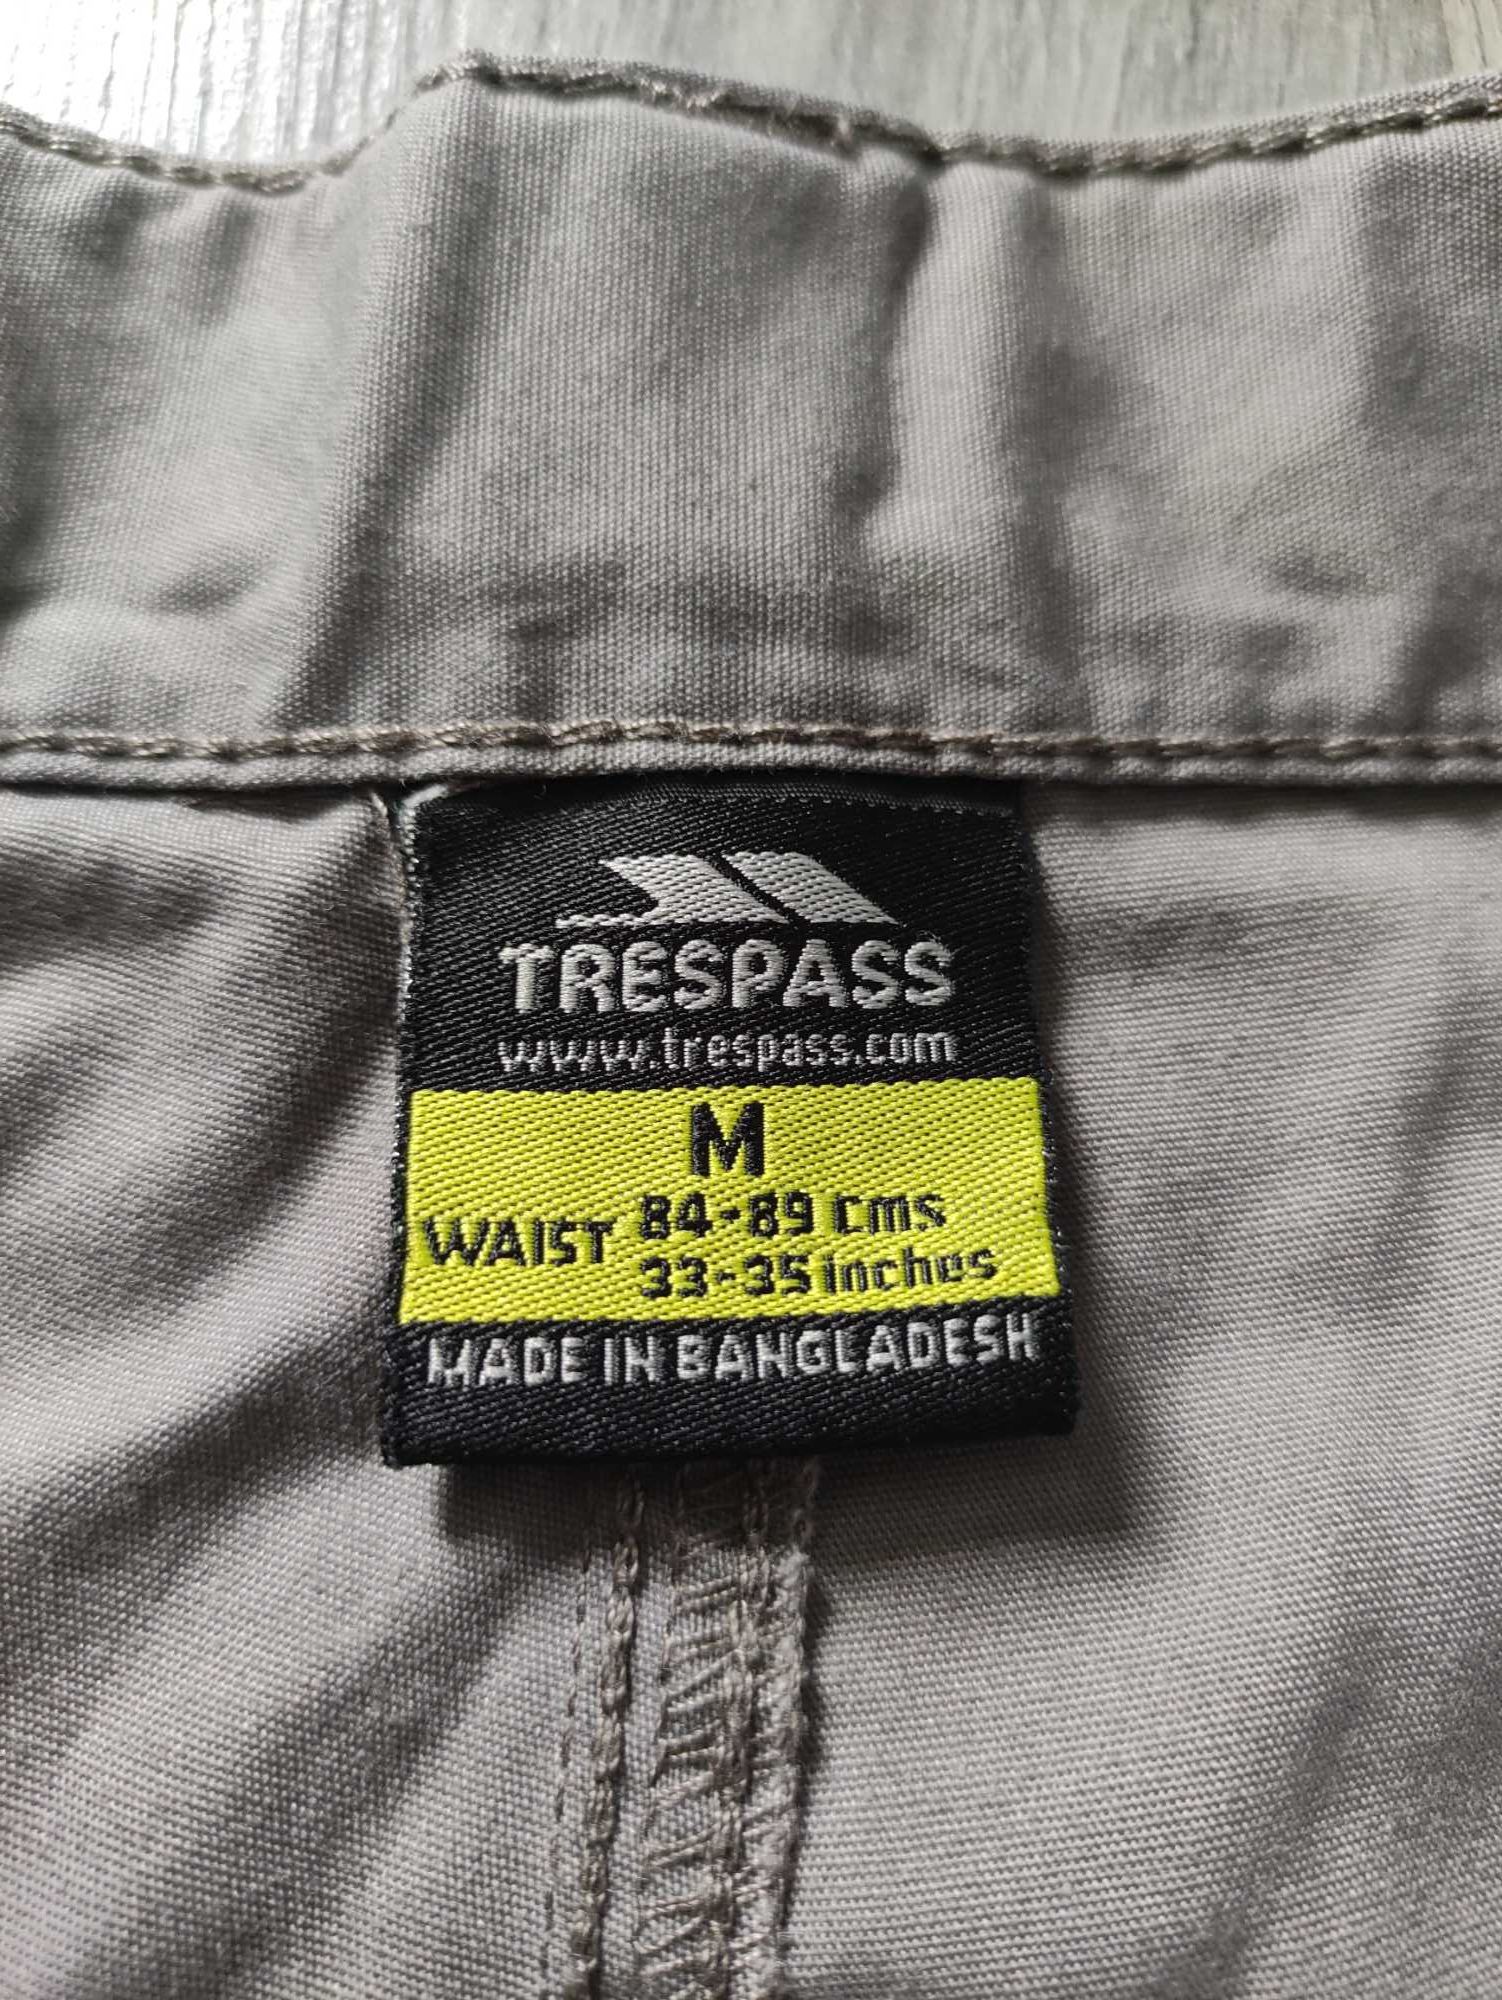 TRESPASS
www.trespass.com
M
WAIST 84-89 cms
33-35 inches
MADE IN BANGLADESH